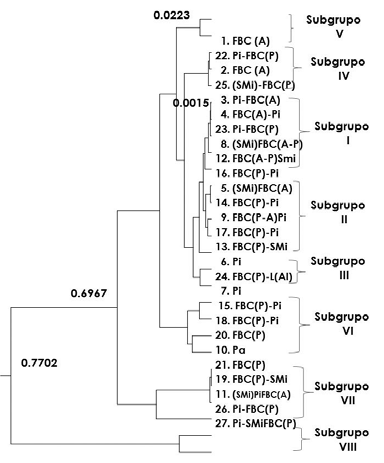 0.0223
Subgrupo
V
1. FBC (A)
22. Pi-FBC(P)
2. FBC (A)
25. (SMi)-FBC(P)
Subgrupo
IV
0.0015
3. Pi-FBC(A)
4. FBC(A)-Pi
23. Pi-FBC(P)
8. (SMi)FBC(A-P)
12. FBC(A-P)Smi
16. FBC(P)-Pi
Subgrupo
I
5. (SMi)FBC(A)
14. FBC(P)-Pi
9. FBC(P-A)Pi
17. FBC(P)-Pi
13. FBC(P)-SMi
Subgrupo
II
6. Pi
24. FBC(P)-L(Al)
7. Pi
Subgrupo
III
0.6967
15. FBC(P)-Pi
18. FBC(P)-Pi
20. FBC(P)
10. Pa
Subgrupo
VI
0.7702
21. FBC(P)
19. FBC(P)-SMi
11. (SMi)PiFBC(A)
26. Pi-FBC(P)
27. Pi-SMiFBC(P)
Subgrupo
VII
Subgrupo
VIII